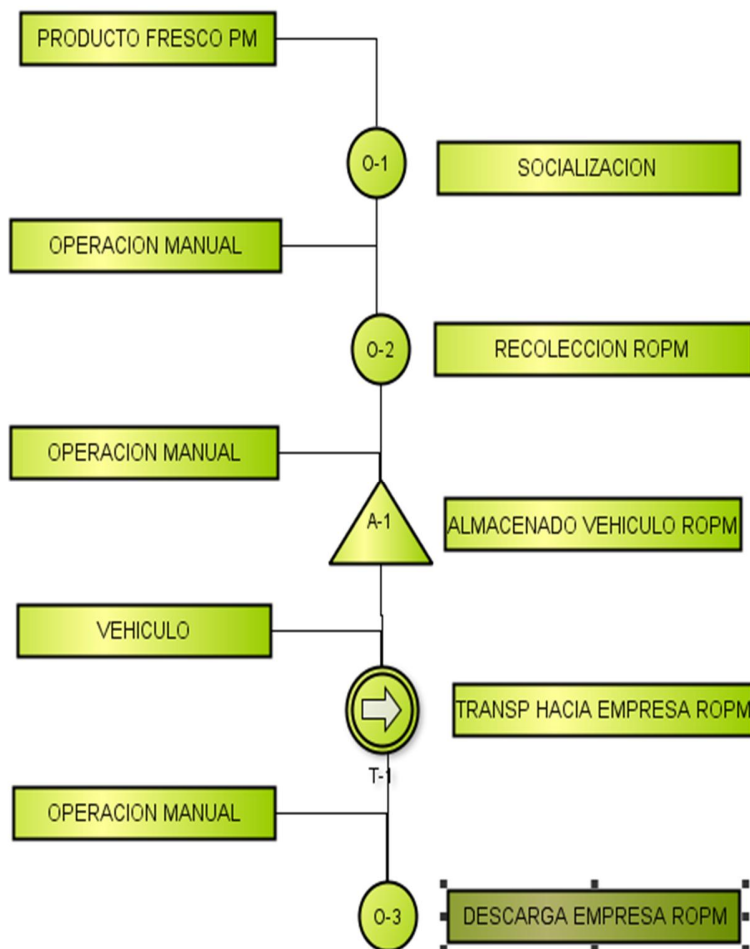 PRODUCTO FRESCO PM
O-1
SOCIALIZACION
OPERACION MANUAL
O-2
RECOLECCION ROPM
OPERACION MANUAL
A-1
ALMACENADO VEHICULO ROPM
VEHICULO
TRANSP HACIA EMPRESA ROPM
T-1
OPERACION MANUAL
O-3
DESCARGA EMPRESA ROPM